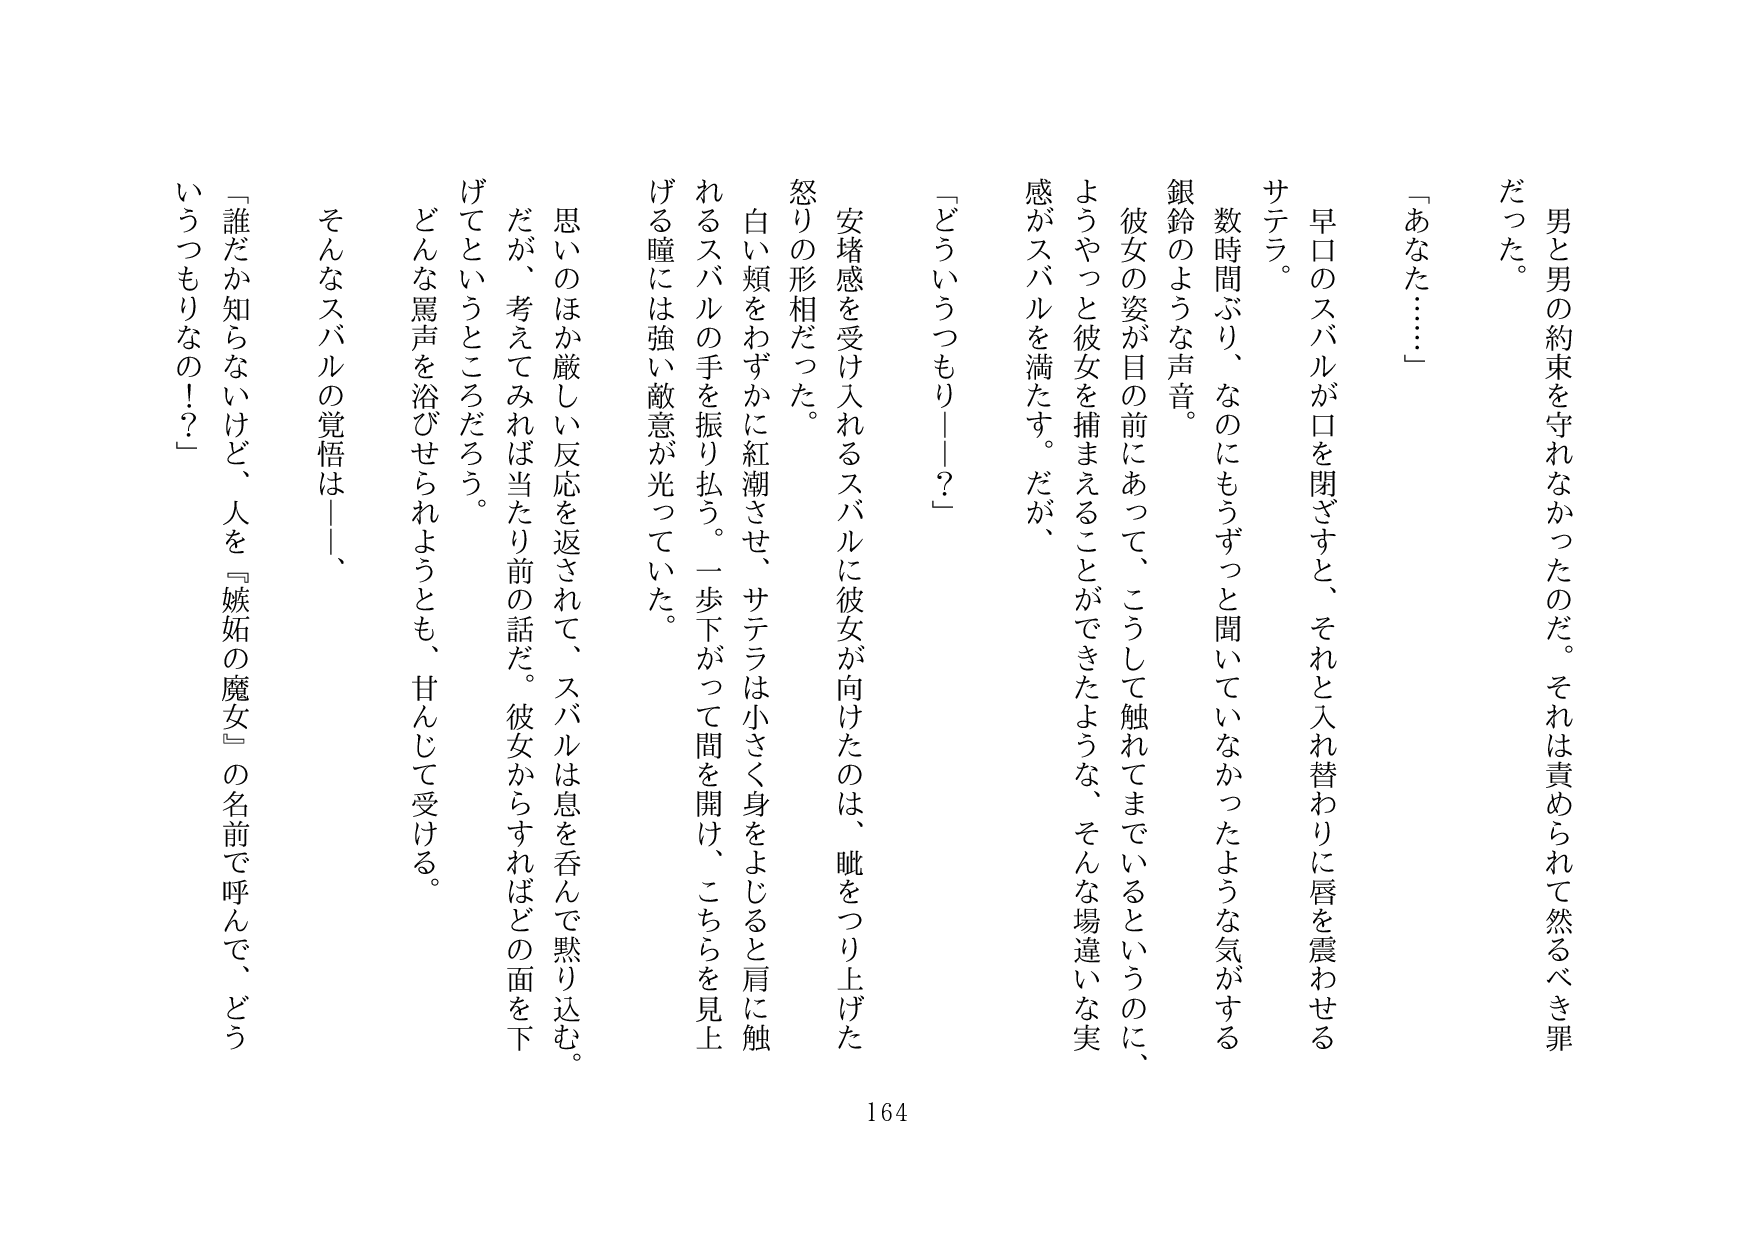 男と男の約束を守れなかったのだ。それは責められて然るべき罪
だった。
「あなた……」
　早口のスバルが口を閉ざすと、それと入れ替わりに唇を震わせる
サテラ。
　数時間ぶり、なのにもうずっと聞いていなかったような気がする
銀鈴のような声音。
　彼女の姿が目の前にあって、こうして触れてまでいるというのに、
ようやっと彼女を捕まえることができたような、そんな場違いな実
感がスバルを満たす。だが、
「どういうつもり――？」
　安堵感を受け入れるスバルに彼女が向けたのは、眦をつり上げた
怒りの形相だった。
　白い頬をわずかに紅潮させ、サテラは小さく身をよじると肩に触
れるスバルの手を振り払う。一歩下がって間を開け、こちらを見上
げる瞳には強い敵意が光っていた。
　思いのほか厳しい反応を返されて、スバルは息を呑んで黙り込む。
　だが、考えてみれば当たり前の話だ。彼女からすればどの面を下
げてというところだろう。
　どんな罵声を浴びせられようとも、甘んじて受ける。
　そんなスバルの覚悟は――、
「誰だか知らないけど、人を『嫉妬の魔女』の名前で呼んで、どう
いうつもりなの！？」
164